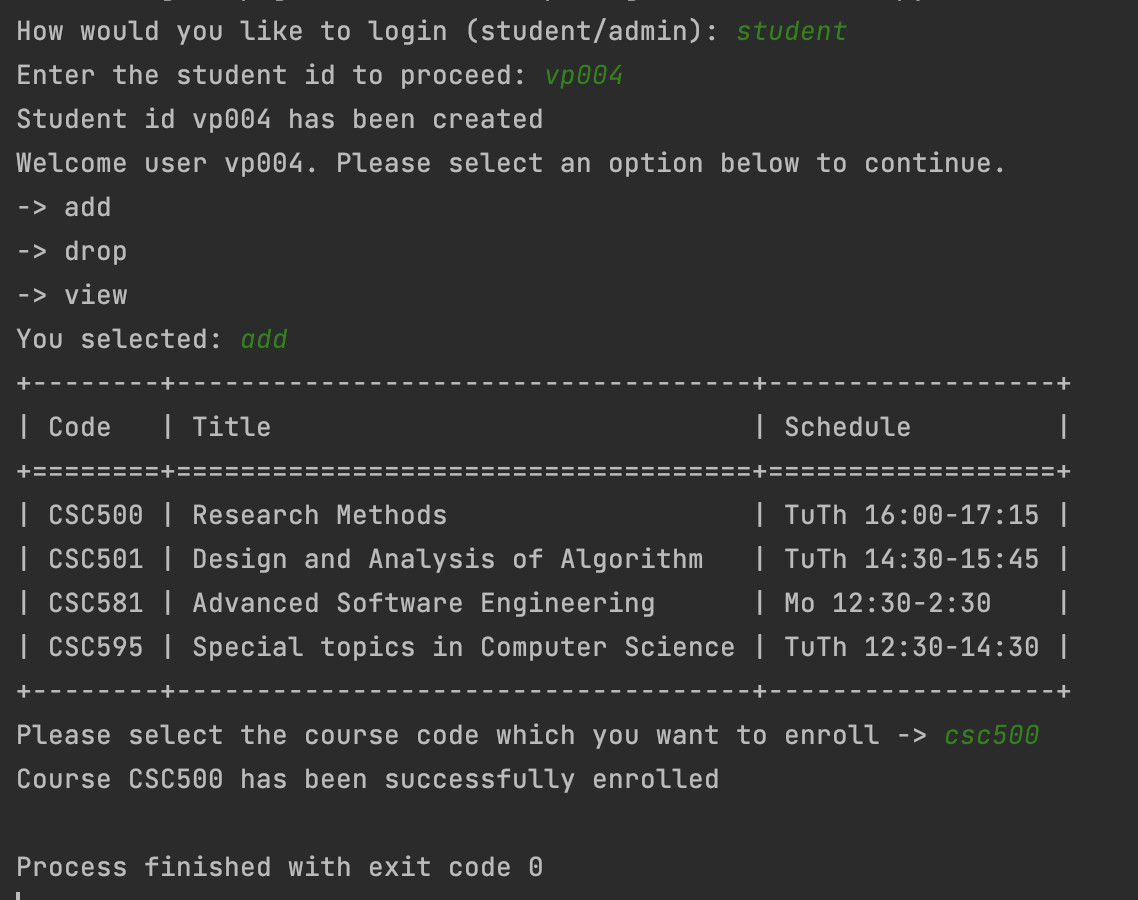 How would you like to login (student/admin): student
Enter the student id to proceed: vp004
Student id vp004 has been created
Welcome user vp004. Please select an option below to continue.
-> add
-> drop
-> view
You selected: add
+--------+------------------------------------+------------------+
| Code   | Title                              | Schedule         |
+========+====================================+==================+
| CSC500 | Research Methods                   | TuTh 16:00-17:15 |
| CSC501 | Design and Analysis of Algorithm   | TuTh 14:30-15:45 |
| CSC581 | Advanced Software Engineering      | Mo 12:30-2:30    |
| CSC595 | Special topics in Computer Science | TuTh 12:30-14:30 |
+--------+------------------------------------+------------------+
Please select the course code which you want to enroll -> csc500
Course CSC500 has been successfully enrolled
Process finished with exit code 0